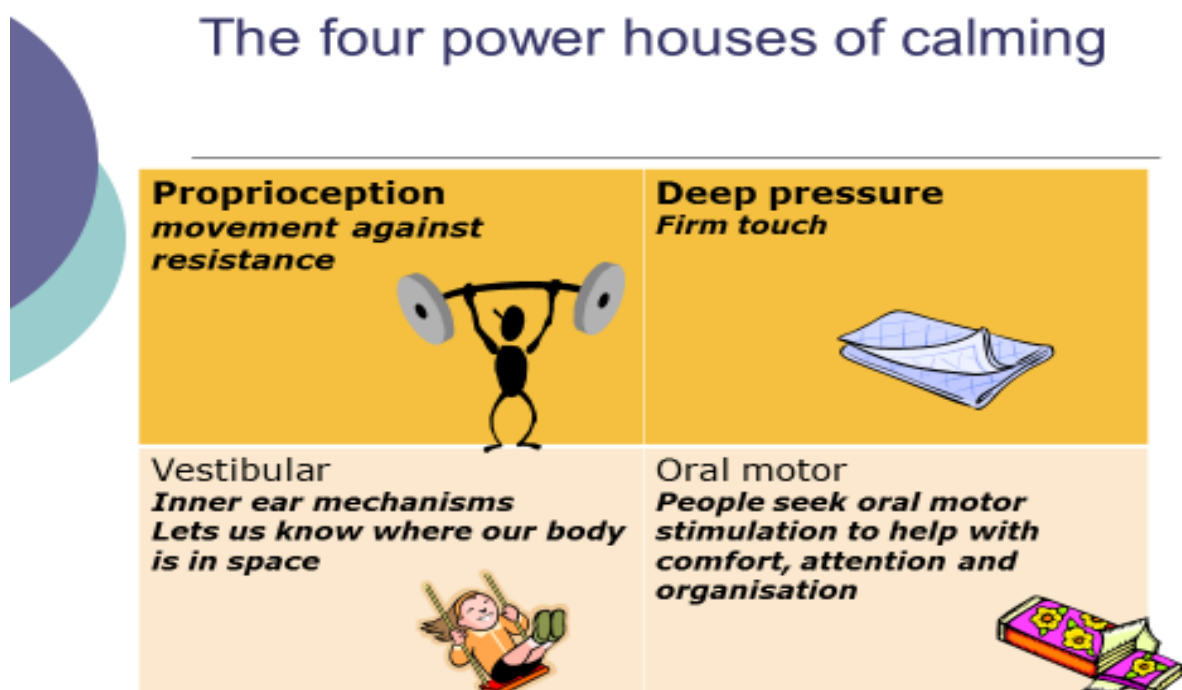 The four power houses of calming
Proprioception
movement against
resistance
Deep pressure
Firm touch
Vestibular
Inner ear mechanisms
Lets us know where our body
is in space
Oral motor
People seek oral motor
stimulation to help with
comfort, attention and
organisation